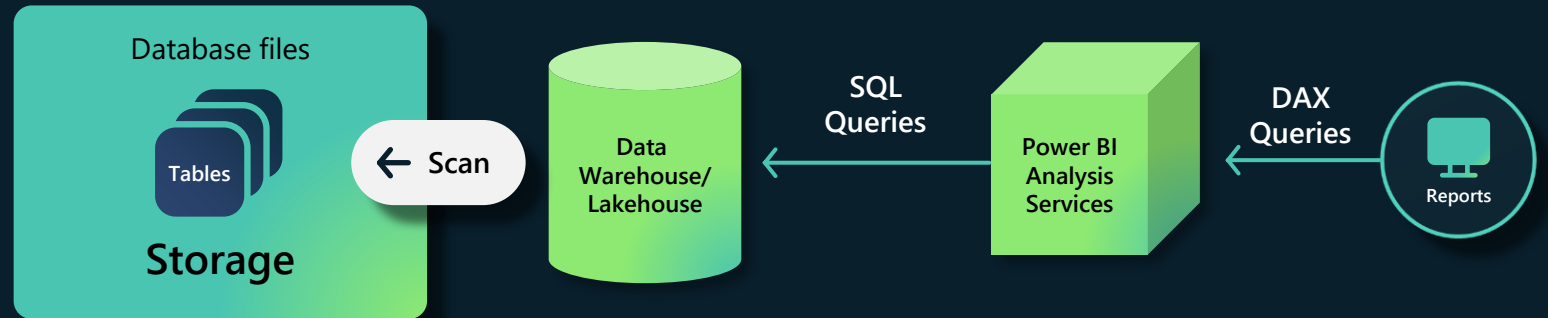 Database files
Tables
Storage
Scan
Data
Warehouse/
Lakehouse
SQL
Queries
Power BI
Analysis
Services
DAX
Queries
Reports